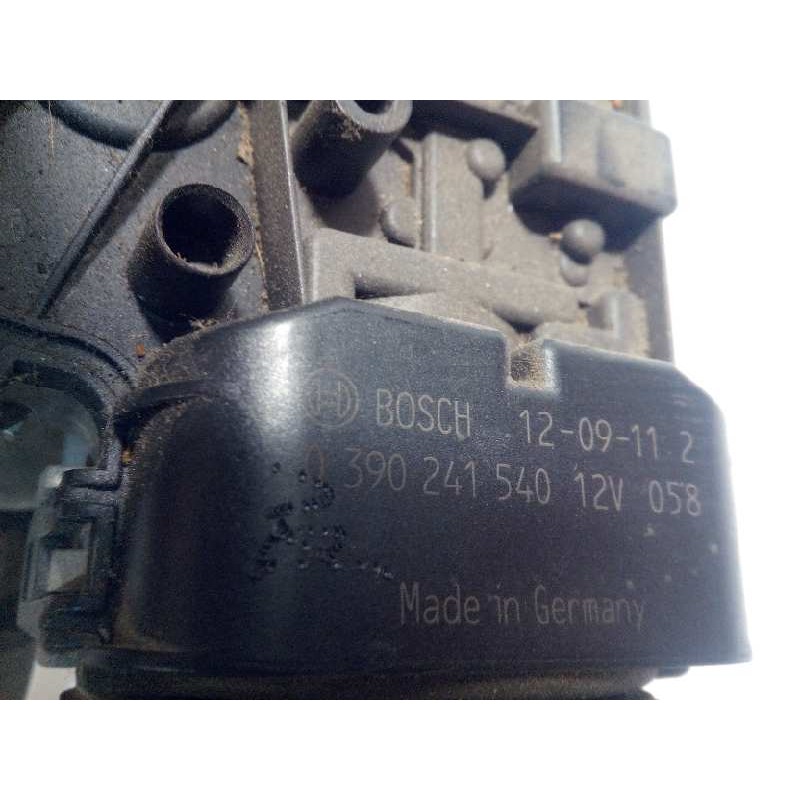 BOSCH 12-09-11 2
0 390 241 540 12V 058
Made in Germany